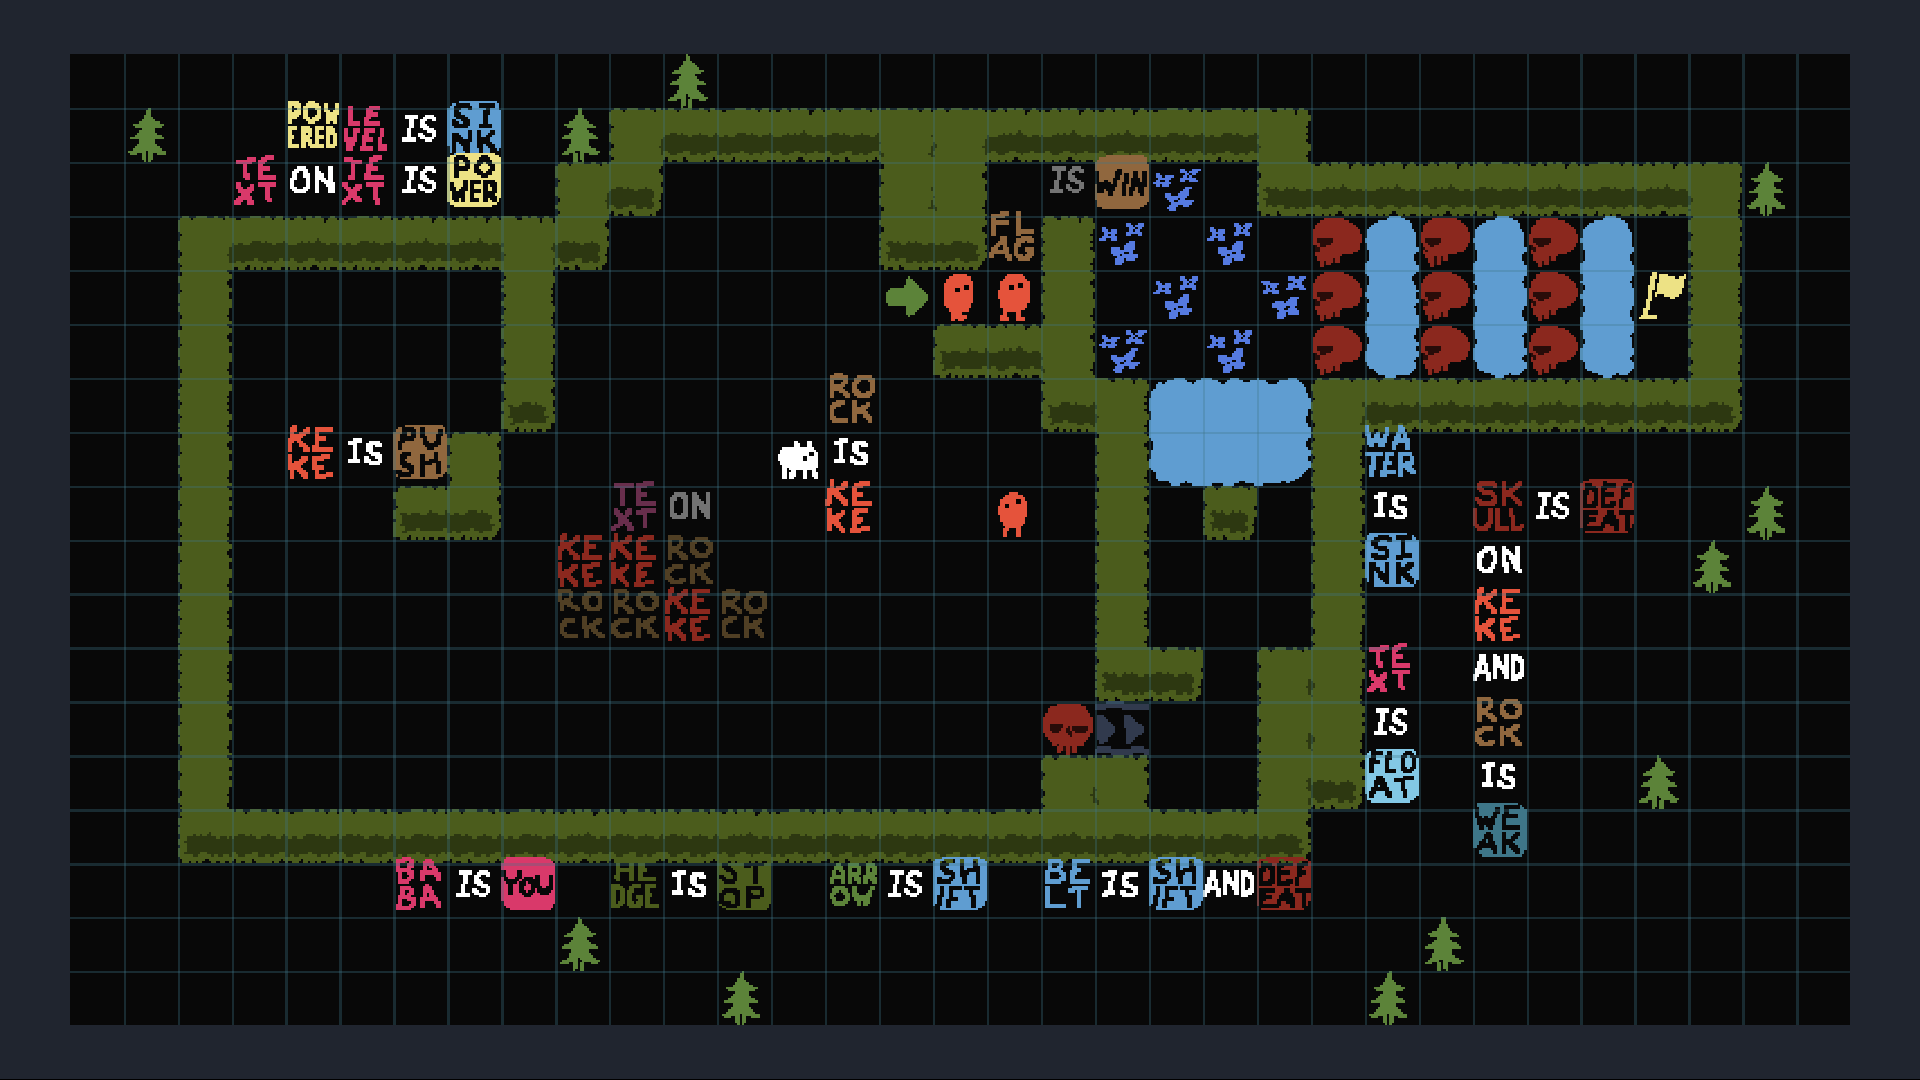 POWERED LEVEL IS SINK
TEXT ON TEXT IS POWER
IS WIN
FLAG
ROCK
KEKE IS PUSH
IS
WATER
TEXT ON
KEKE
IS
SKULL IS DEFEAT
KEKE KEKE ROCK
SINK
ON
ROCK ROCK KEKE ROCK
KEKE
TEXT
AND
IS
ROCK
FLOAT
IS
WEAK
BABA IS YOU
HEDGE IS STOP
ARROW IS SHIFT
BELT IS SHIFT AND DEFEAT